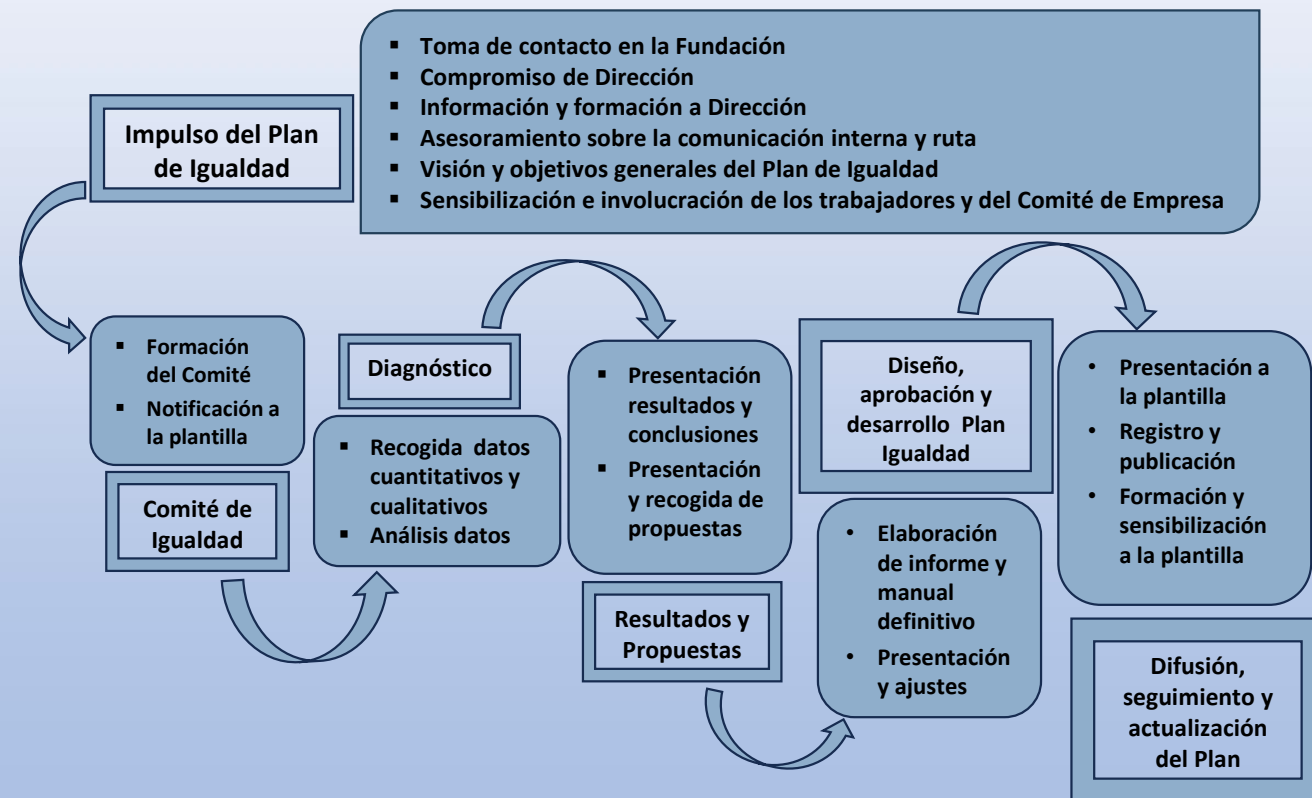 Impulso del Plan
de Igualdad
▪ Toma de contacto en la Fundación
▪ Compromiso de Dirección
▪ Información y formación a Dirección
▪ Asesoramiento sobre la comunicación interna y ruta
▪ Visión y objetivos generales del Plan de Igualdad
▪ Sensibilización e involucración de los trabajadores y del Comité de Empresa
▪ Formación
del Comité
▪ Notificación a
la plantilla
Comité de
Igualdad
Diagnóstico
▪ Recogida datos
cuantitativos y
cualitativos
▪ Análisis datos
▪ Presentación
resultados y
conclusiones
▪ Presentación
y recogida de
propuestas
Resultados y
Propuestas
Diseño,
aprobación y
desarrollo Plan
Igualdad
• Elaboración
de informe y
manual
definitivo
• Presentación
y ajustes
• Presentación a
la plantilla
• Registro y
publicación
• Formación y
sensibilización
a la plantilla
Difusión,
seguimiento y
actualización
del Plan